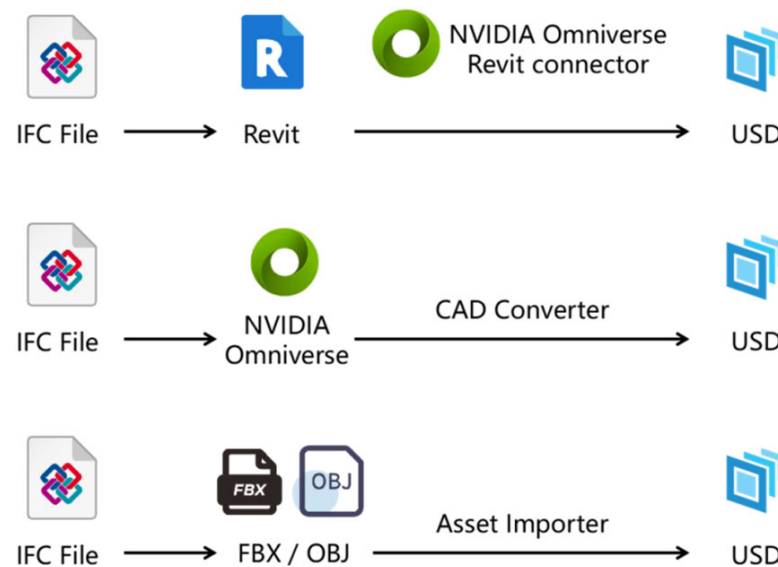 R
NVIDIA Omniverse
Revit connector
IFC File
Revit
USD
IFC File
NVIDIA
Omniverse
CAD Converter
USD
FBX
OBJ
IFC File
FBX / OBJ
Asset Importer
USD